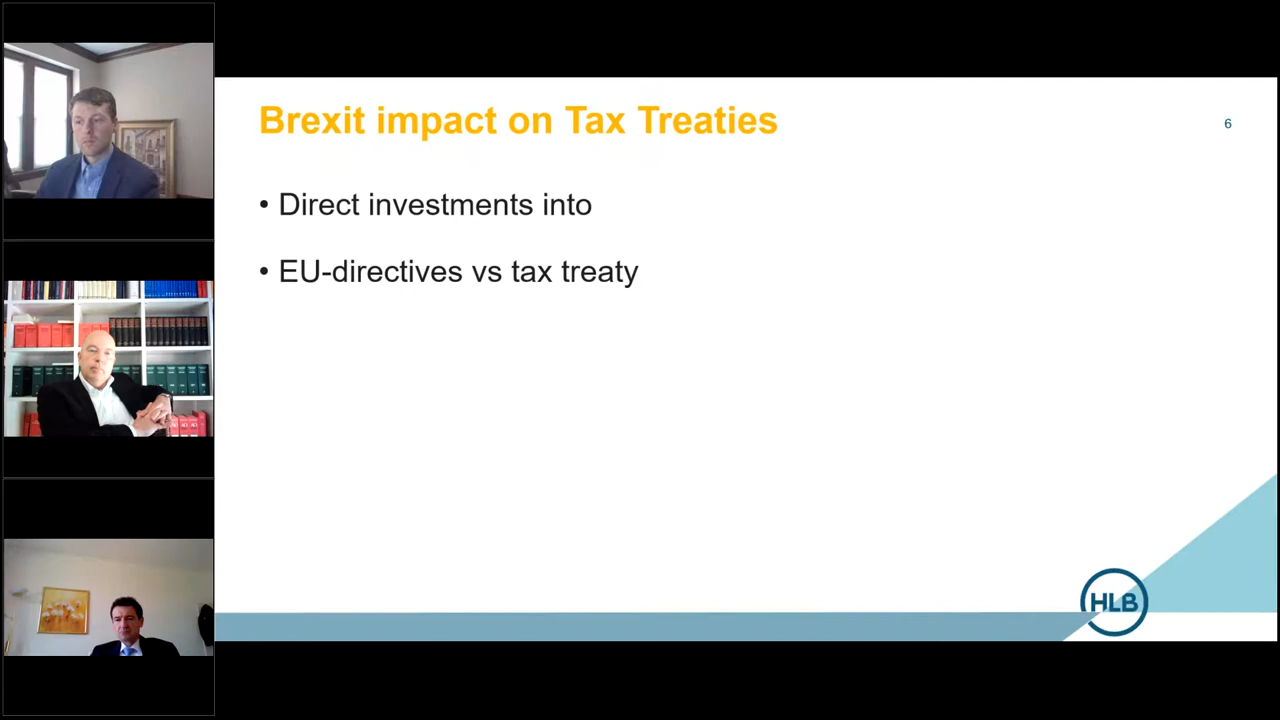 Brexit impact on Tax Treaties
6
• Direct investments into
• EU-directives vs tax treaty
HLB